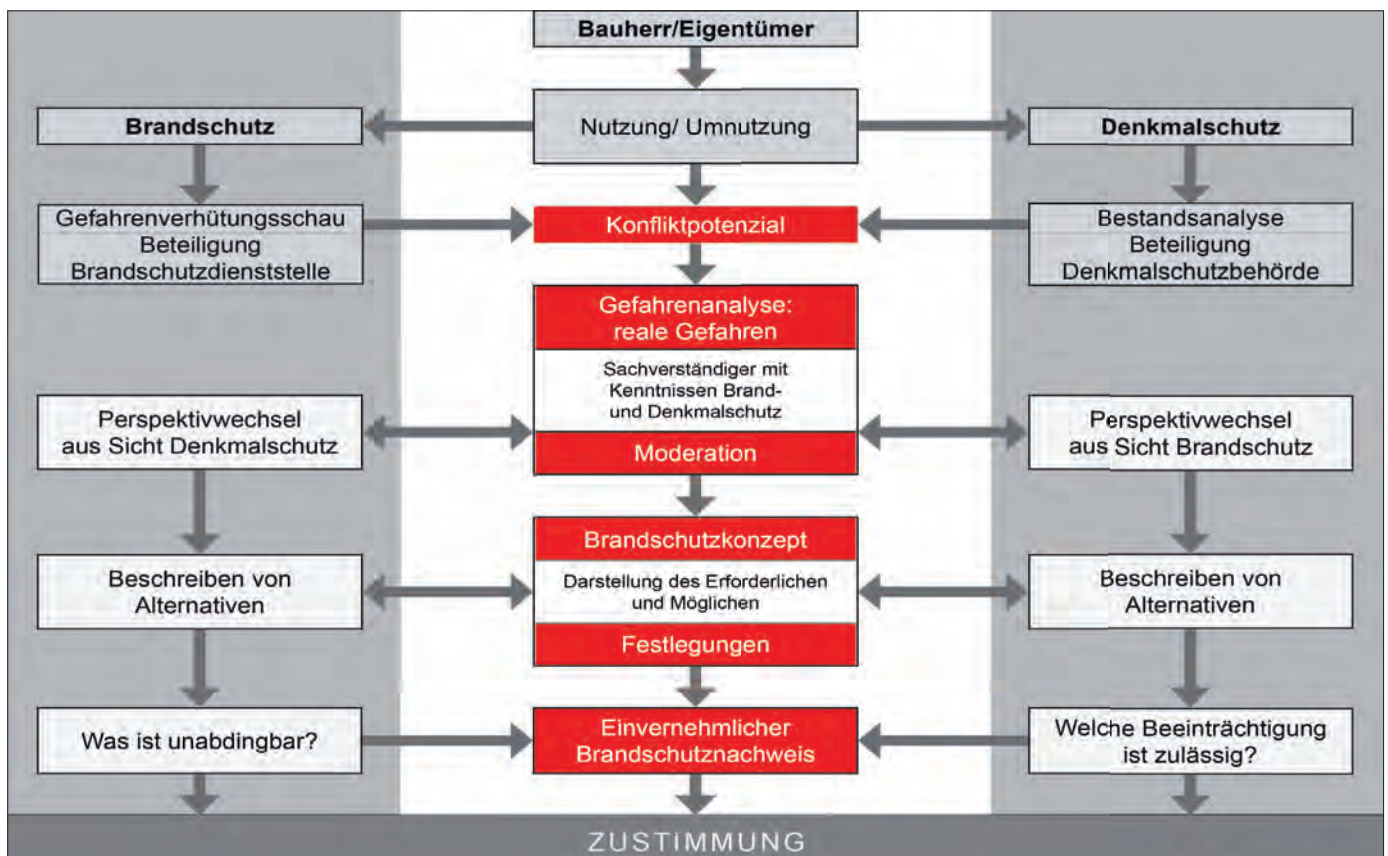 Bauherr/Eigentümer
Brandschutz
Nutzung/ Umnutzung
Denkmalschutz
Gefahrenverhütungsschau
Beteiligung
Brandschutzdienststelle
Konfliktpotenzial
Bestandsanalyse
Beteiligung
Denkmalschutzbehörde
Gefahrenanalyse:
reale Gefahren
Sachverständiger mit
Kenntnissen Brand-
und Denkmalschutz
Moderation
Perspektivwechsel
aus Sicht Denkmalschutz
Perspektivwechsel
aus Sicht Brandschutz
Brandschutzkonzept
Darstellung des Erforderlichen
und Möglichen
Festlegungen
Beschreiben von
Alternativen
Beschreiben von
Alternativen
Was ist unabdingbar?
Einvernehmlicher
Brandschutznachweis
Welche Beeinträchtigung
ist zulässig?
ZUSTIMMUNG